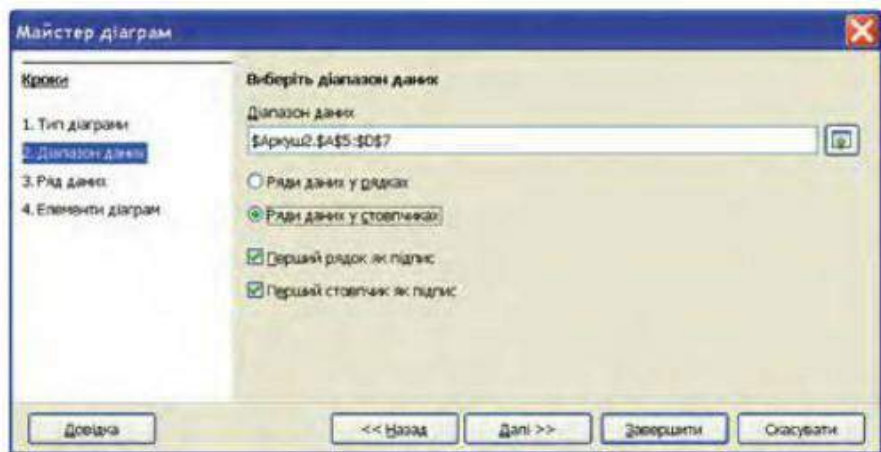 Майстер діаграм
Кроки
1. Тип діаграми
2. Діапазон даних
3. Ряд даних
4. Елементи діаграм
Виберіть діапазон даних
Діапазон даних
$Аркуш2.$A$5:$D$7
Ряди даних у рядках
Ряди даних у стовпчиках
Перший рядок як підпис
Перший стовпчик як підпис
Довідка
<< Назад
Далі >>
Завершити
Скасувати